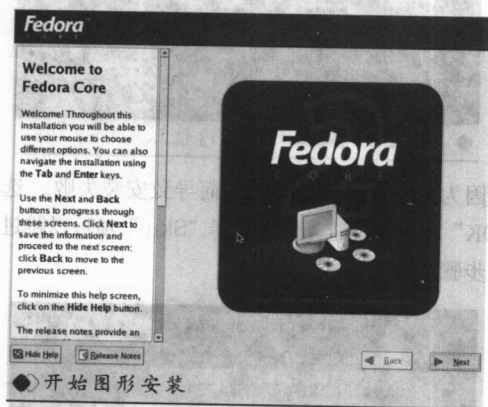 Fedora
CORE
Welcome to
Fedora Core
Welcome! Throughout this
installation you will be able to
use your mouse to choose
different options. You can also
navigate the installation using
the Tab and Enter keys.
Use the Next and Back
buttons to progress through
these screens. Click Next to
save the information and
proceed to the next screen;
click Back to move to the
previous screen.
To minimize this help screen,
click on the Hide Help button.
The release notes provide an
Fedora
CORE
Hide Help
Release Notes
Back
Next
开始图形安装